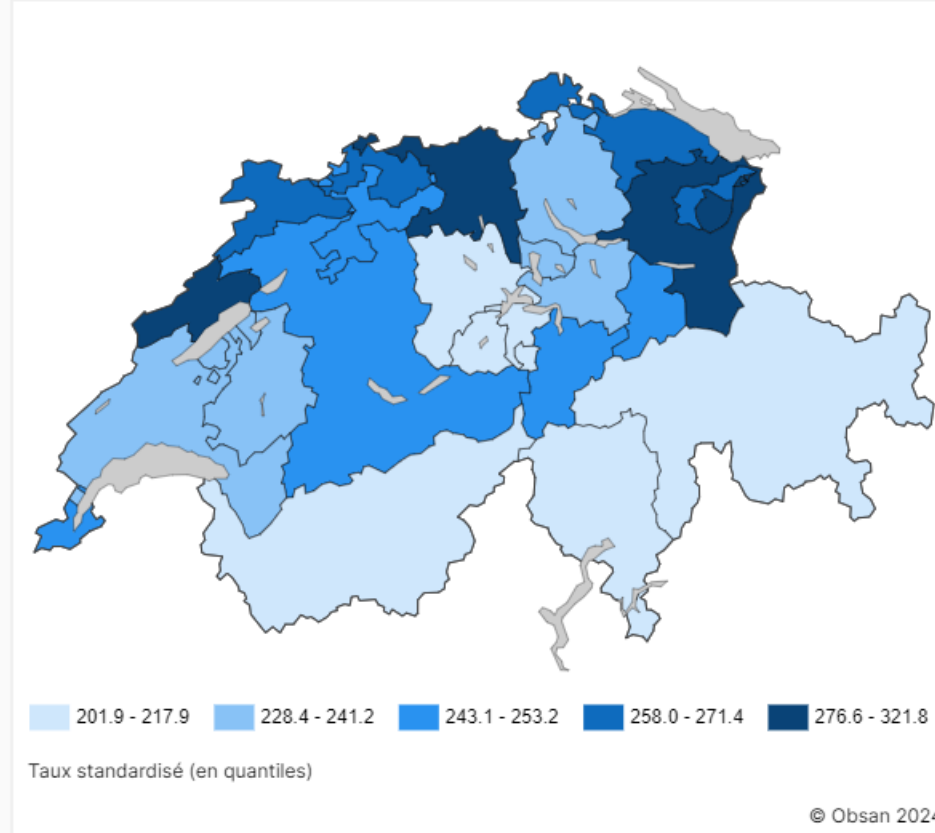 201.9 - 217.9 228.4 - 241.2 243.1 - 253.2 258.0 - 271.4 276.6 - 321.8
Taux standardisé (en quantiles)
© Obsan 2024